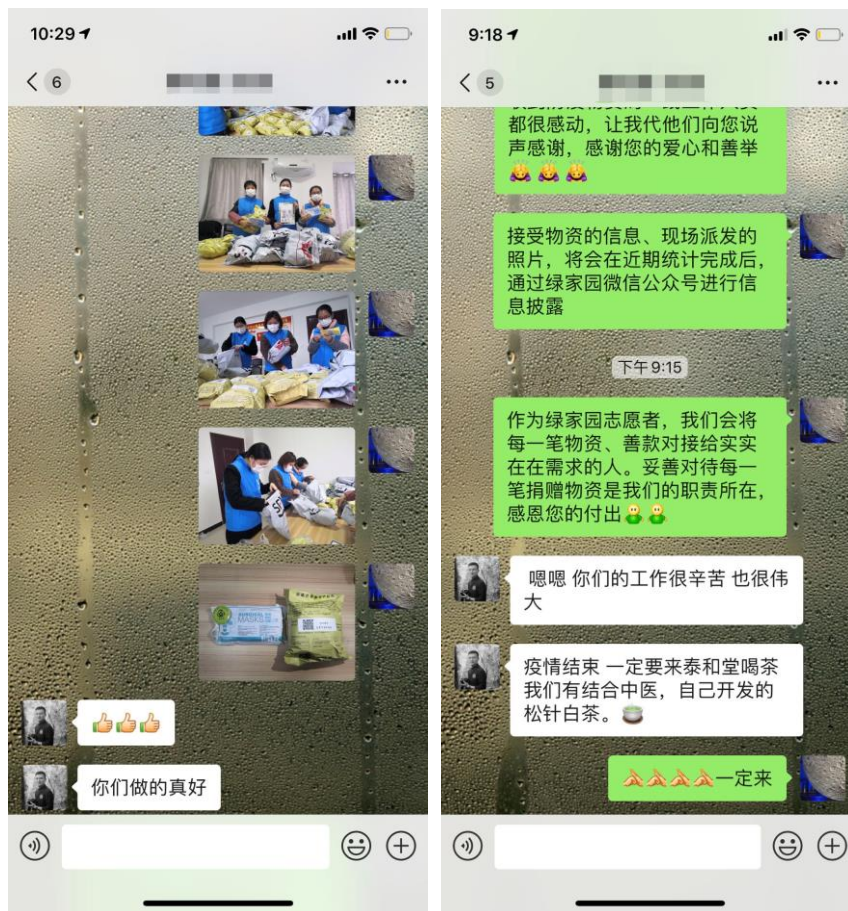 10:29
6
👍👍👍
你们做的真好
9:18
5
都很感动，让我代他们向您说
声感谢，感谢您的爱心和善举
接受物资的信息、现场派发的
照片，将会在近期统计完成后，
通过绿家园微信公众号进行信
息披露
下午 9:15
作为绿家园志愿者，我们会将
每一笔物资、善款对接给实实
在在需求的人。妥善对待每一
笔捐赠物资是我们的职责所在，
感恩您的付出
嗯嗯 你们的工作很辛苦 也很伟
大
疫情结束 一定要来泰和堂喝茶
我们有结合中医，自己开发的
松针白茶。🍵
一定来